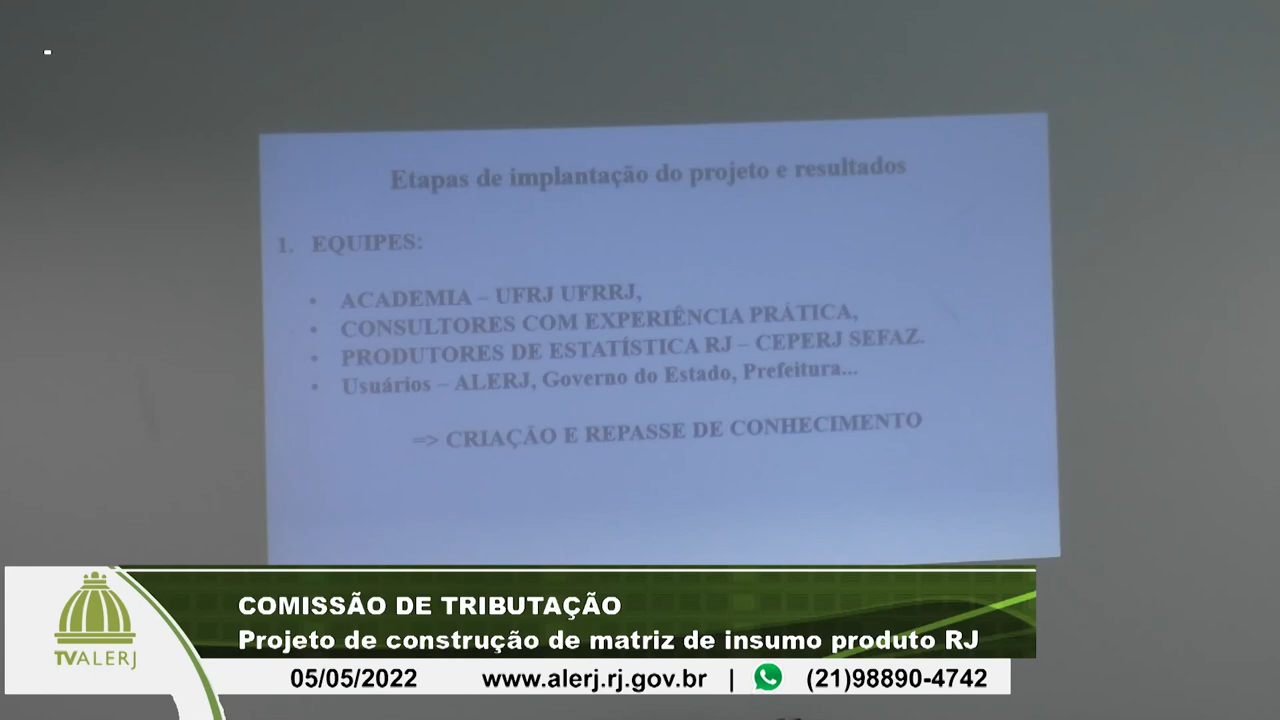 Etapas de implantação do projeto e resultados
1. EQUIPES:
• ACADEMIA – UFRJ UFRRJ,
• CONSULTORES COM EXPERIÊNCIA PRÁTICA,
• PRODUTORES DE ESTATÍSTICA RJ – CEPERJ SEFAZ.
• Usuários – ALERJ, Governo do Estado, Prefeitura...
=> CRIAÇÃO E REPASSE DE CONHECIMENTO
COMISSÃO DE TRIBUTAÇÃO
Projeto de construção de matriz de insumo produto RJ
TVALERJ
05/05/2022 www.alerj.rj.gov.br | (21)98890-4742